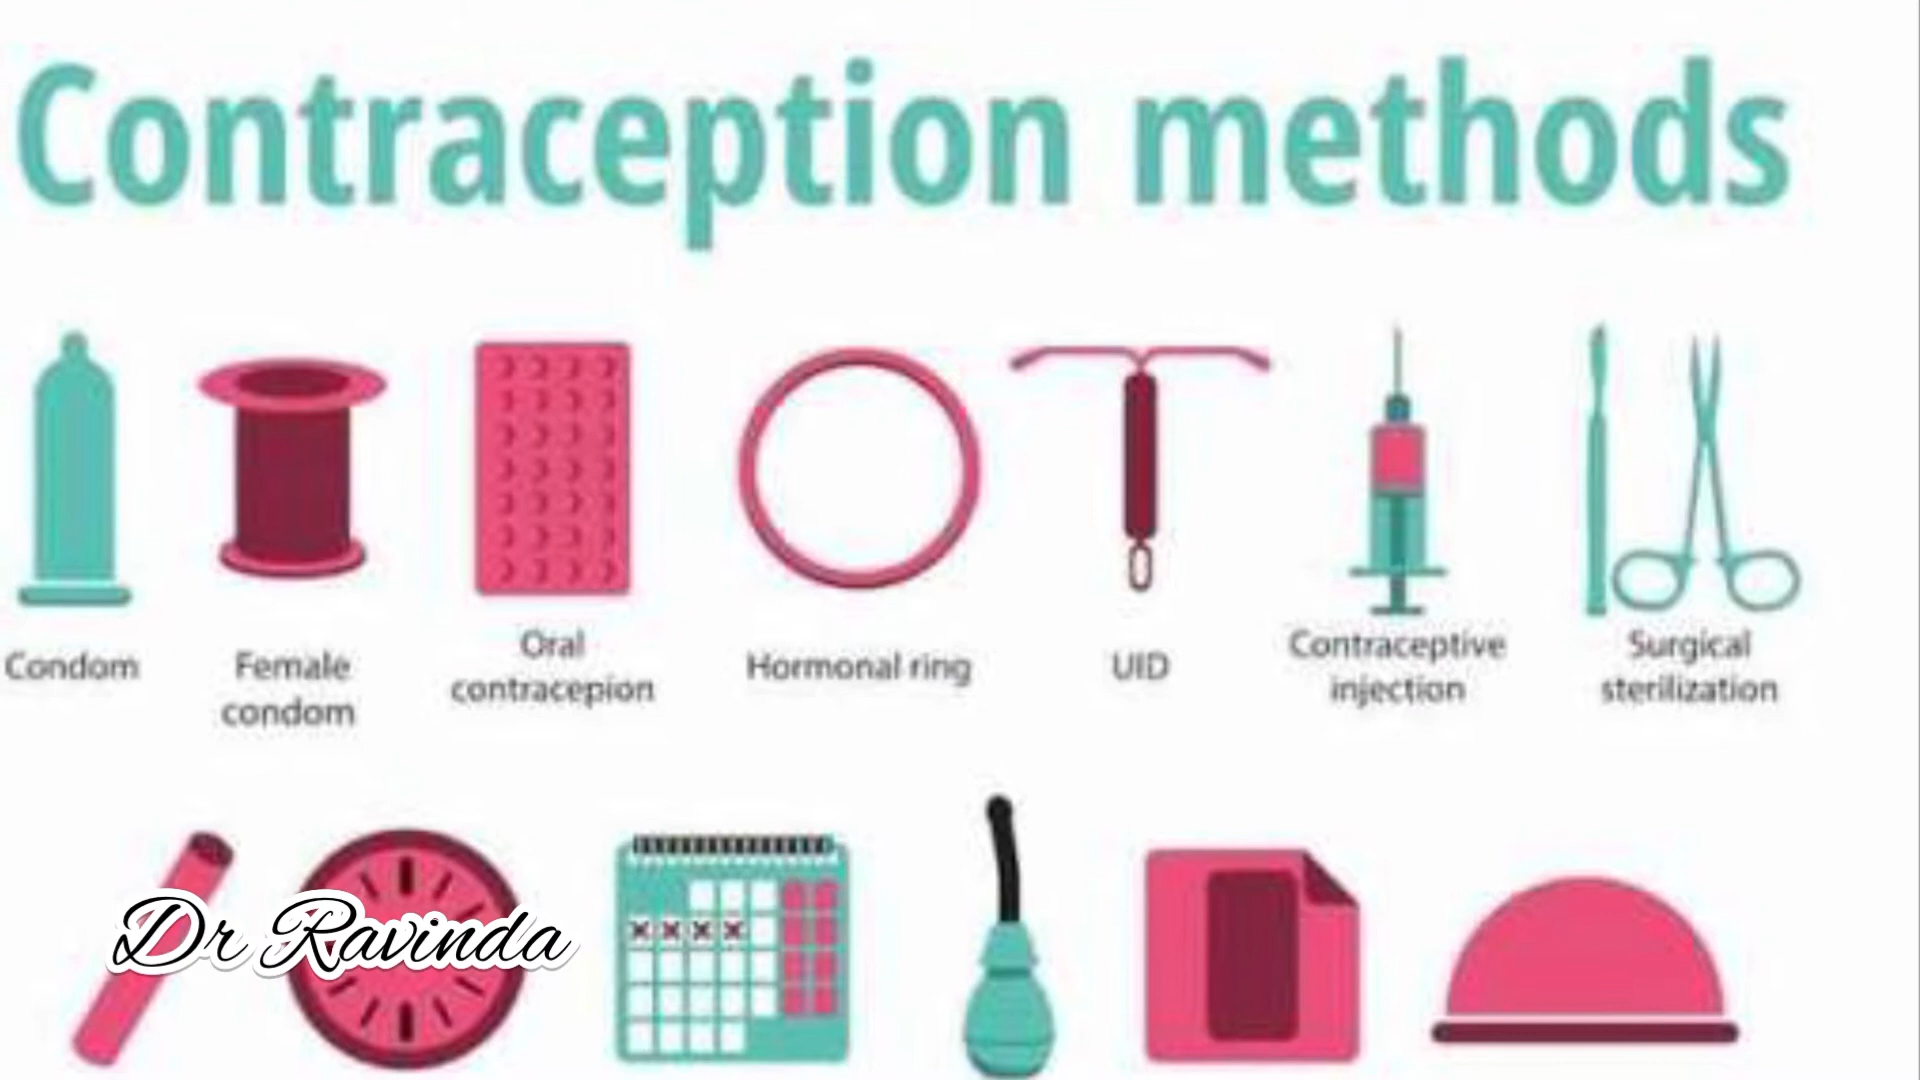 Contraception methods
Condom
Female
condom
Oral
contracepion
Hormonal ring
UID
Contraceptive
injection
Surgical
sterilization
Dr Ravinda